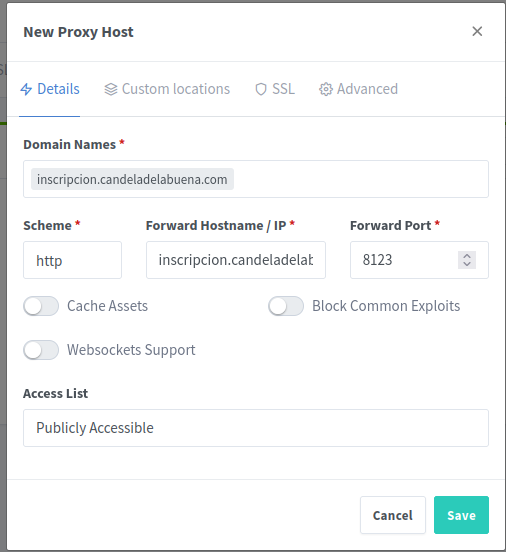 New Proxy Host
Details Custom locations SSL Advanced
Domain Names *
inscripcion.candeladelabuena.com
Scheme * Forward Hostname / IP * Forward Port *
http inscripcion.candeladelab 8123
Cache Assets Block Common Exploits
Websockets Support
Access List
Publicly Accessible
Cancel Save